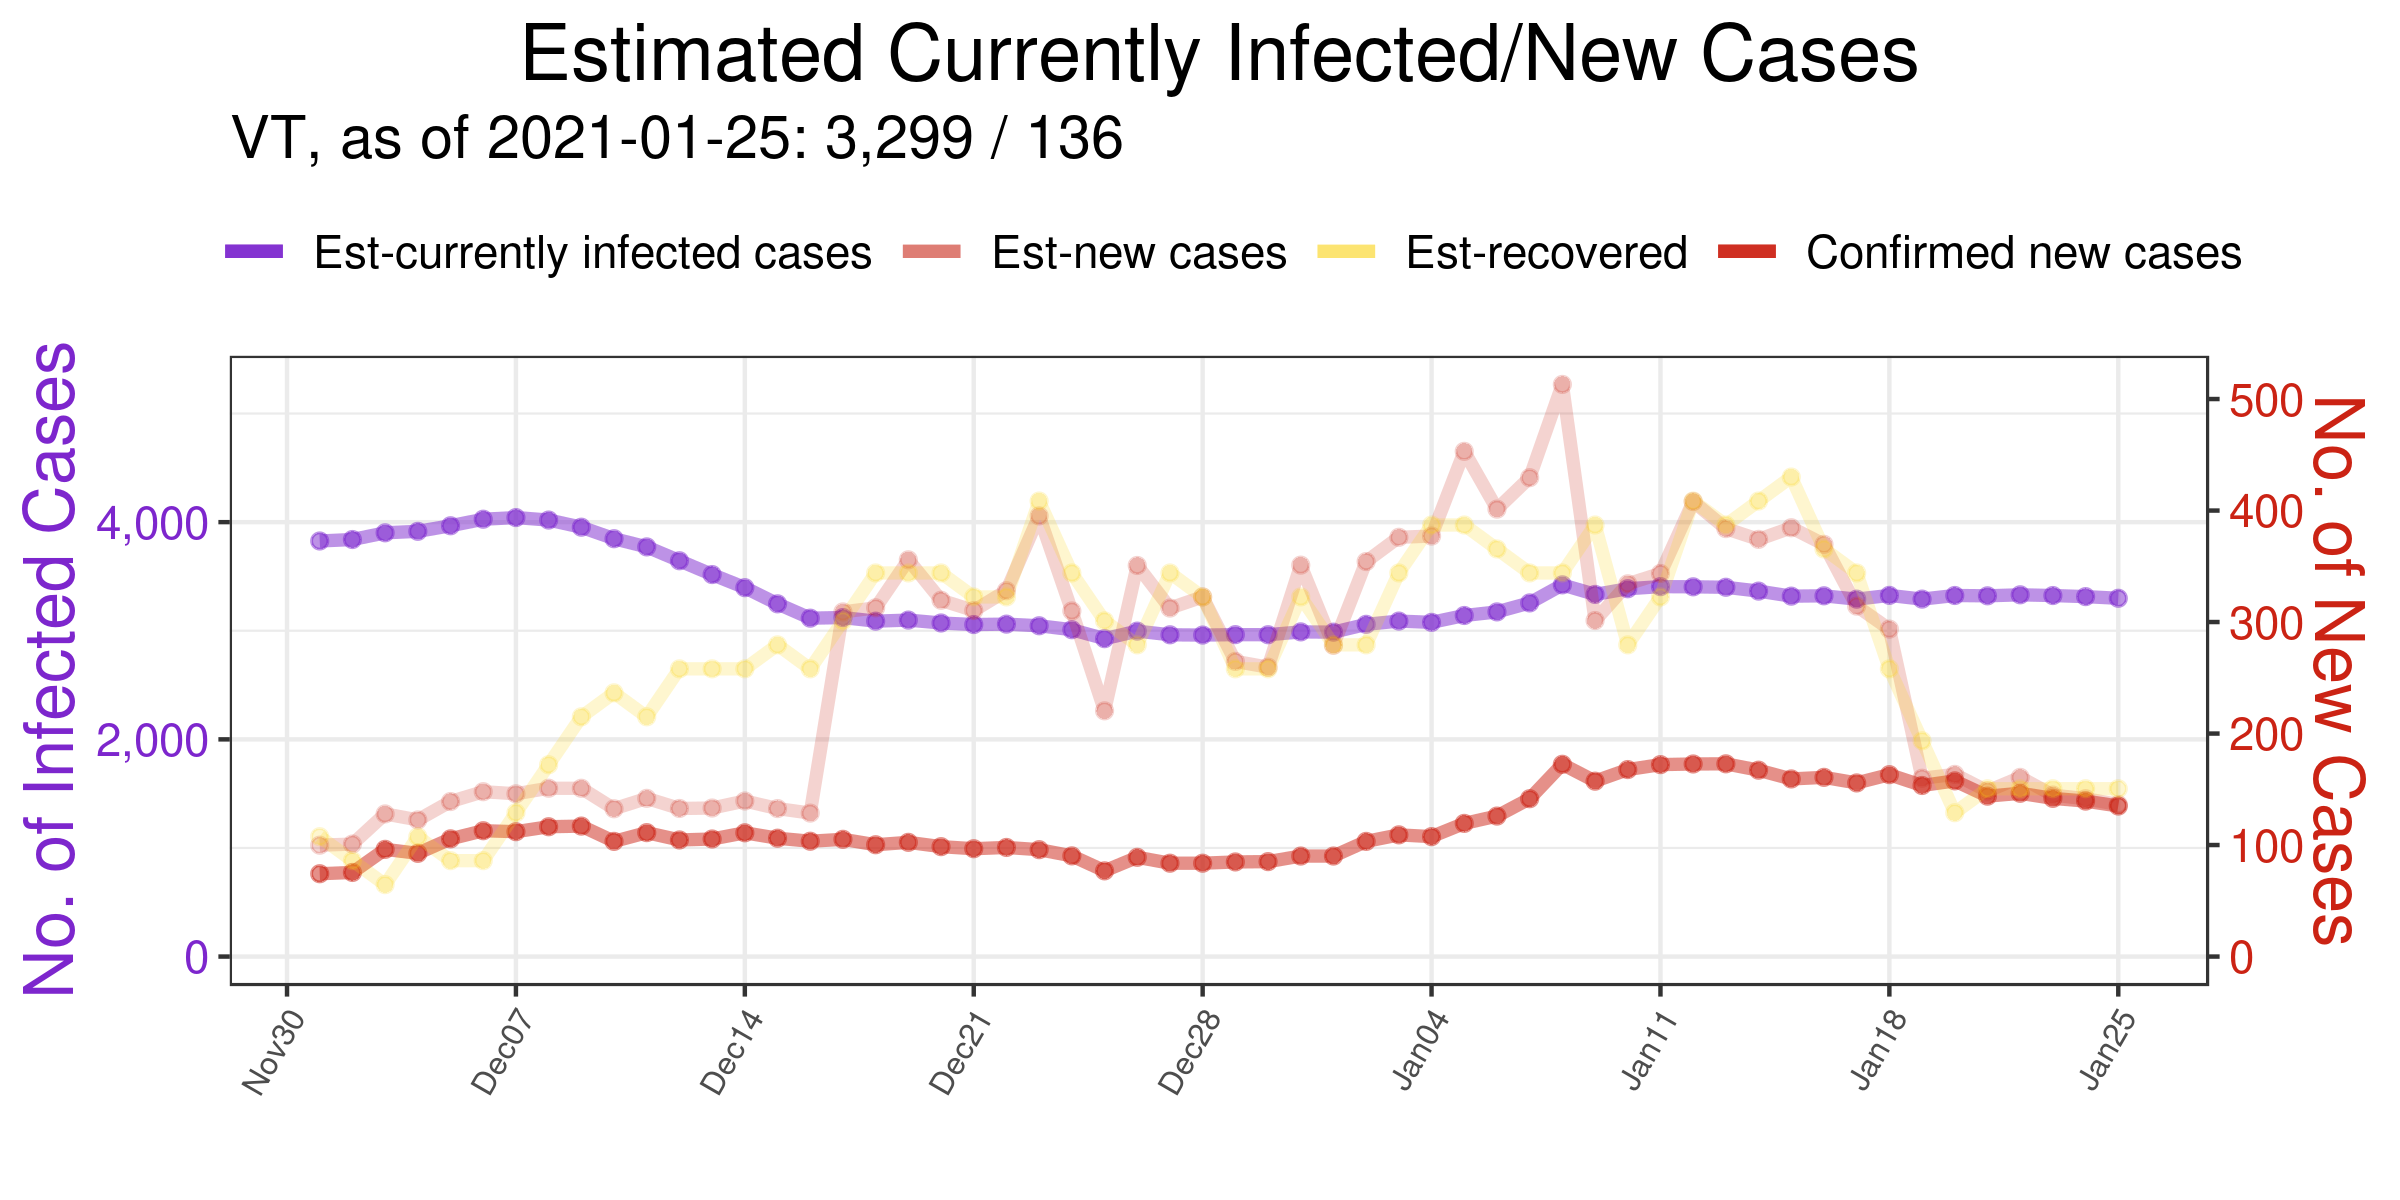 Estimated Currently Infected/New Cases
VT, as of 2021-01-25: 3,299 / 136
Est-currently infected cases Est-new cases Est-recovered Confirmed new cases
No. of Infected Cases
4,000
2,000
0
500
400
300
200
100
0
No. of New Cases
Nov30 Dec07 Dec14 Dec21 Dec28 Jan04 Jan11 Jan18 Jan25